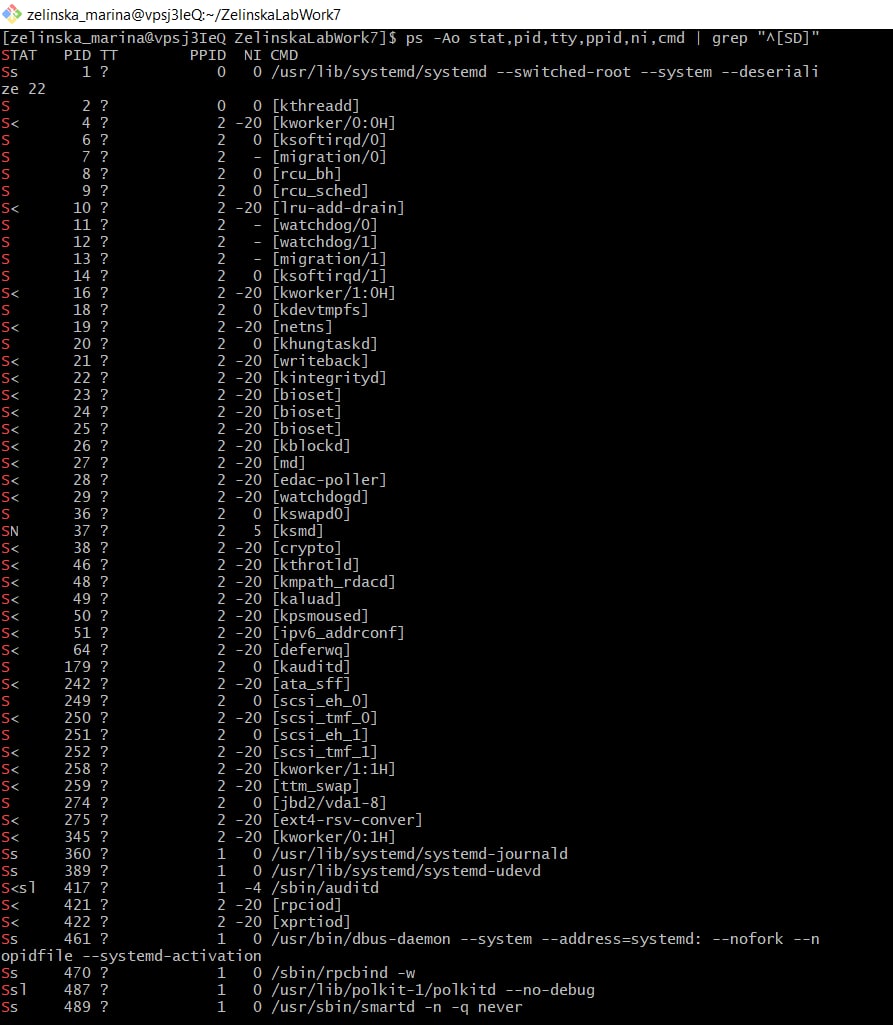 zelinska_marina@vpsj3IeQ:~/ZelinskaLabWork7
[zelinska_marina@vpsj3IeQ ZelinskaLabWork7]$ ps -Ao stat,pid,tty,ppid,ni,cmd | grep "^[SD]"
STAT   PID TT        PPID  NI CMD
Ss       1 ?            0   0 /usr/lib/systemd/systemd --switched-root --system --deseriali
ze 22
S        2 ?            0   0 [kthreadd]
S<       4 ?            2 -20 [kworker/0:0H]
S        6 ?            2   0 [ksoftirqd/0]
S        7 ?            2   - [migration/0]
S        8 ?            2   0 [rcu_bh]
S        9 ?            2   0 [rcu_sched]
S<      10 ?            2 -20 [lru-add-drain]
S       11 ?            2   - [watchdog/0]
S       12 ?            2   - [watchdog/1]
S       13 ?            2   - [migration/1]
S       14 ?            2   0 [ksoftirqd/1]
S<      16 ?            2 -20 [kworker/1:0H]
S       18 ?            2   0 [kdevtmpfs]
S<      19 ?            2 -20 [netns]
S       20 ?            2   0 [khungtaskd]
S<      21 ?            2 -20 [writeback]
S<      22 ?            2 -20 [kintegrityd]
S<      23 ?            2 -20 [bioset]
S<      24 ?            2 -20 [bioset]
S<      25 ?            2 -20 [bioset]
S<      26 ?            2 -20 [kblockd]
S<      27 ?            2 -20 [md]
S<      28 ?            2 -20 [edac-poller]
S<      29 ?            2 -20 [watchdogd]
S       36 ?            2   0 [kswapd0]
SN      37 ?            2   5 [ksmd]
S<      38 ?            2 -20 [crypto]
S<      46 ?            2 -20 [kthrotld]
S<      48 ?            2 -20 [kmpath_rdacd]
S<      49 ?            2 -20 [kaluad]
S<      50 ?            2 -20 [kpsmoused]
S<      51 ?            2 -20 [ipv6_addrconf]
S<      64 ?            2 -20 [deferwq]
S      179 ?            2   0 [kauditd]
S<     242 ?            2 -20 [ata_sff]
S      249 ?            2   0 [scsi_eh_0]
S<     250 ?            2 -20 [scsi_tmf_0]
S      251 ?            2   0 [scsi_eh_1]
S<     252 ?            2 -20 [scsi_tmf_1]
S<     258 ?            2 -20 [kworker/1:1H]
S<     259 ?            2 -20 [ttm_swap]
S      274 ?            2   0 [jbd2/vda1-8]
S<     275 ?            2 -20 [ext4-rsv-conver]
S<     345 ?            2 -20 [kworker/0:1H]
Ss     360 ?            1   0 /usr/lib/systemd/systemd-journald
Ss     389 ?            1   0 /usr/lib/systemd/systemd-udevd
S<sl   417 ?            1  -4 /sbin/auditd
S<     421 ?            2 -20 [rpciod]
S<     422 ?            2 -20 [xprtiod]
Ss     461 ?            1   0 /usr/bin/dbus-daemon --system --address=systemd: --nofork --n
opidfile --systemd-activation
Ss     470 ?            1   0 /sbin/rpcbind -w
Ssl    487 ?            1   0 /usr/lib/polkit-1/polkitd --no-debug
Ss     489 ?            1   0 /usr/sbin/smartd -n -q never